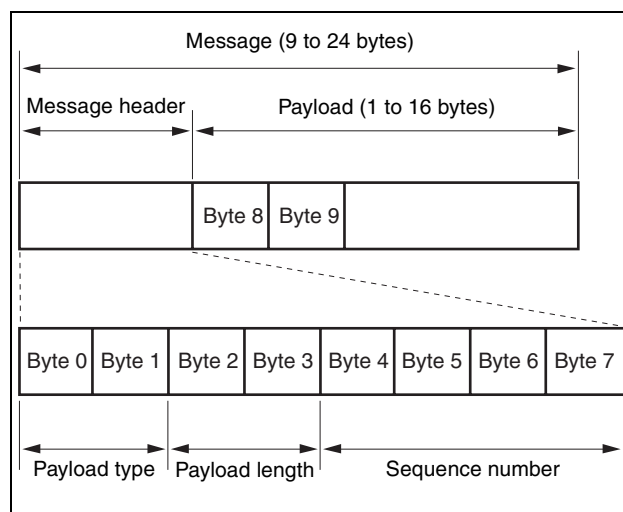 Message (9 to 24 bytes)
Message header Payload (1 to 16 bytes)
Byte 8 Byte 9
Byte 0 Byte 1 Byte 2 Byte 3 Byte 4 Byte 5 Byte 6 Byte 7
Payload type Payload length Sequence number